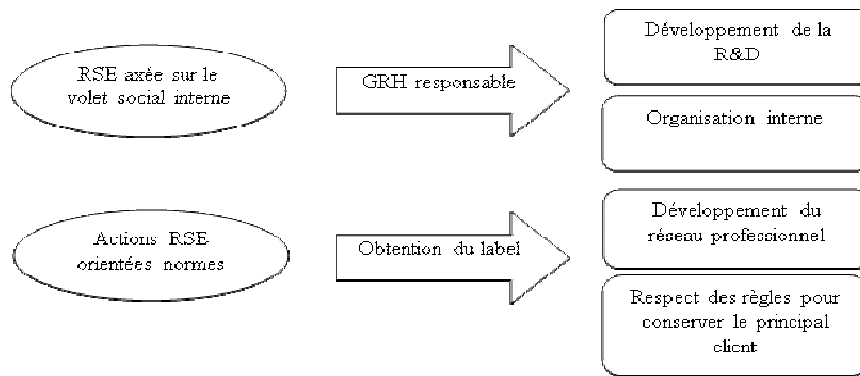 RSE axée sur le
volet social interne
GRH responsable
Développement de la
R&D
Organisation interne
Actions RSE
orientées normes
Obtention du label
Développement du
réseau professionnel
Respect des règles pour
conserver le principal
client